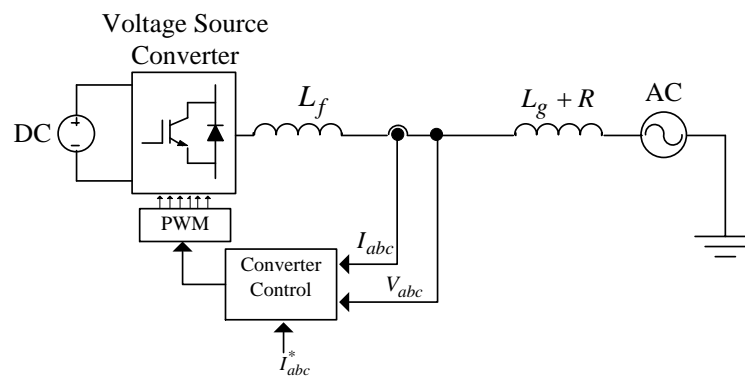 Voltage Source
Converter
DC
L_f
L_g + R
AC
PWM
I_abc
Converter
Control
V_abc
I*_abc